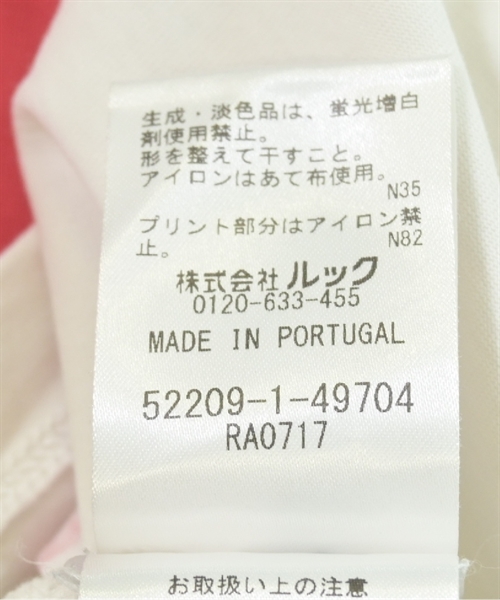 生成・淡色品は、蛍光増白
剤使用禁止。
形を整えて干すこと。
アイロンはあて布使用。
N35
プリント部分はアイロン禁
止。
N82
株式会社 ルック
0120-633-455
MADE IN PORTUGAL
52209-1-49704
RA0717
お取扱い上の注意